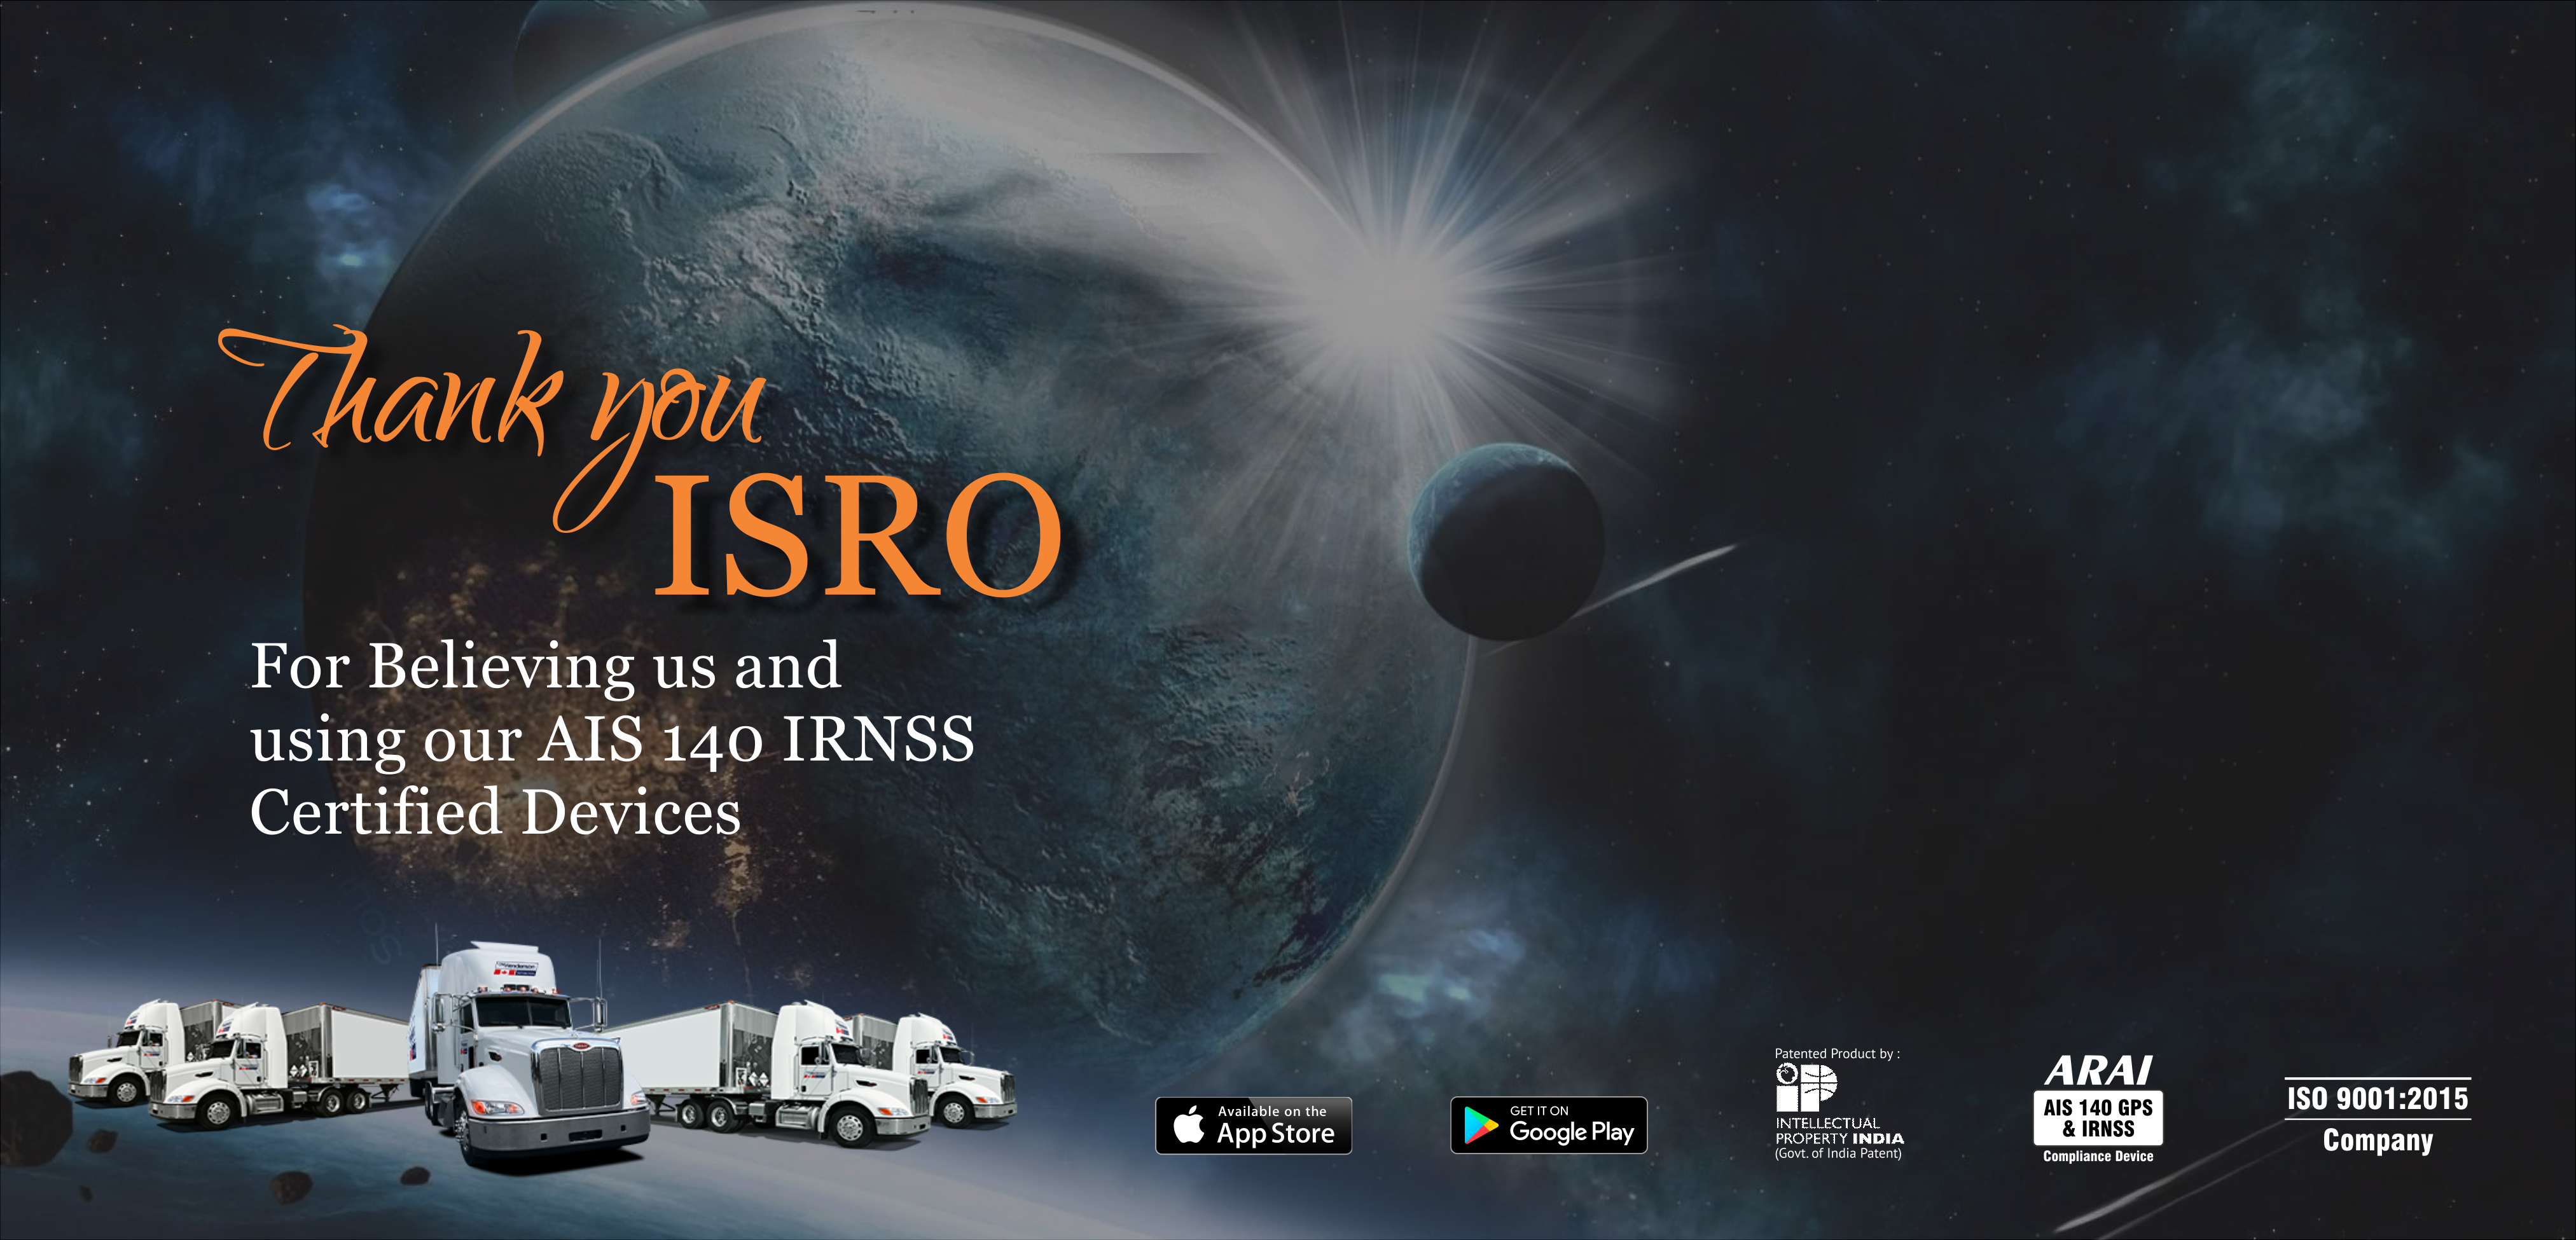 Thank you
ISRO
For Believing us and
using our AIS 140 IRNSS
Certified Devices
Henderson
Available on the
App Store
GET IT ON
Google Play
Patented Product by :
INTELLECTUAL
PROPERTY INDIA
(Govt. of India Patent)
ARAI
AIS 140 GPS
& IRNSS
Compliance Device
ISO 9001:2015
Company